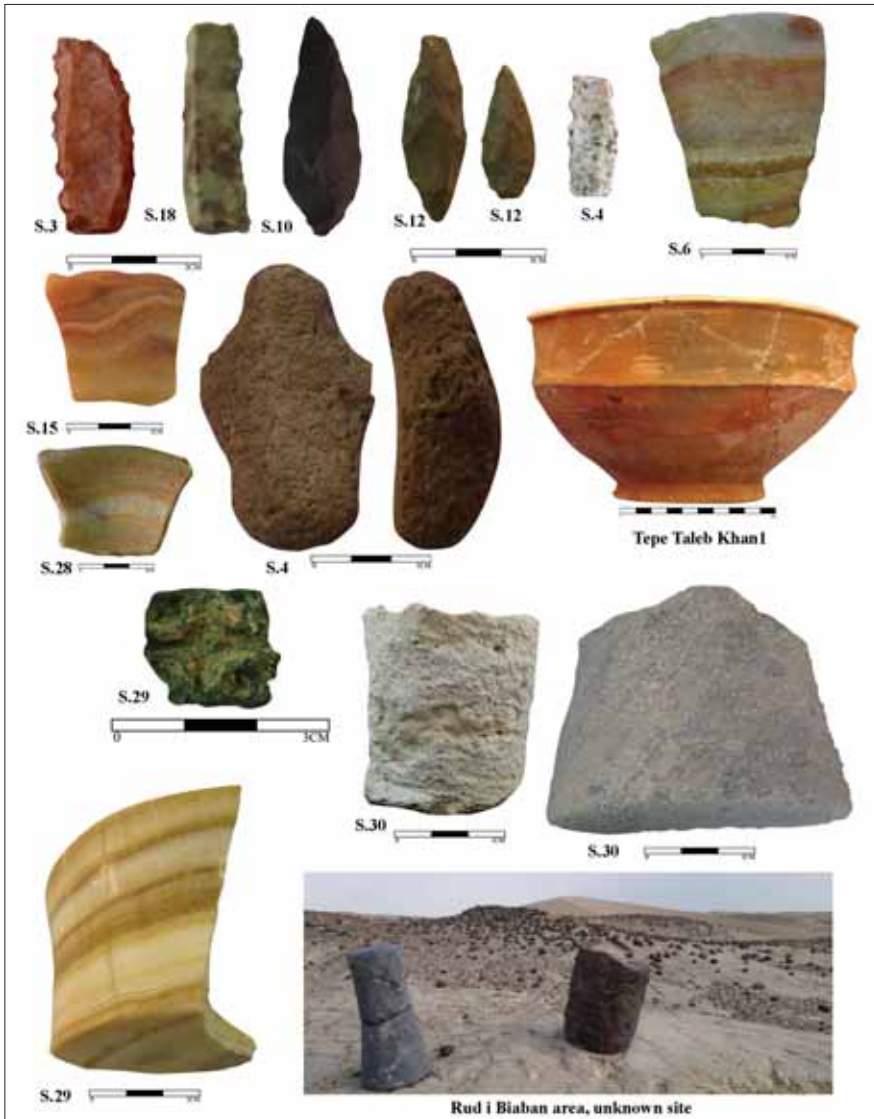 S.3
S.18
S.10
S.12
S.12
S.4
S.6
S.15
S.28
S.4
Tepe Taleb Khan1
S.29
0 3CM
S.30
S.30
S.29
Rud i Biaban area, unknown site